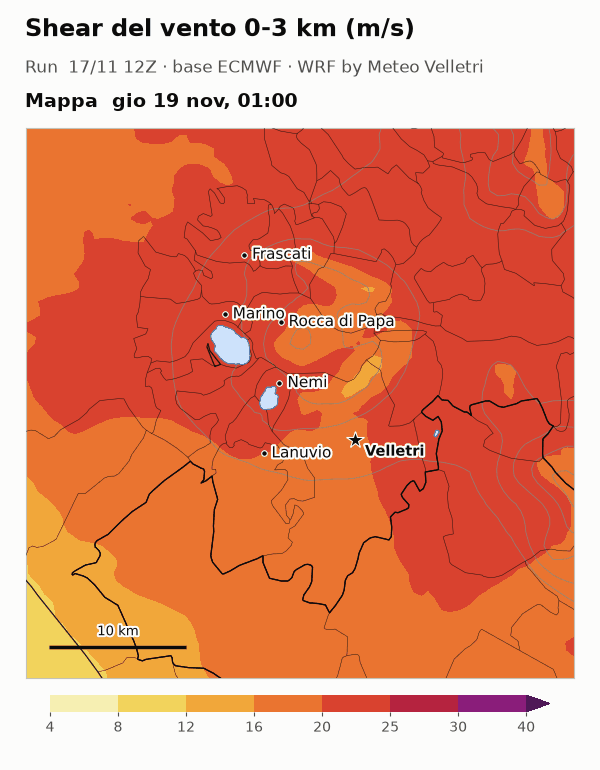 Shear del vento 0-3 km (m/s)
Run 17/11 12Z · base ECMWF · WRF by Meteo Velletri
Mappa gio 19 nov, 01:00
Frascati
Marino
Rocca di Papa
Nemi
Velletri
Lanuvio
10 km
4 8 12 16 20 25 30 40